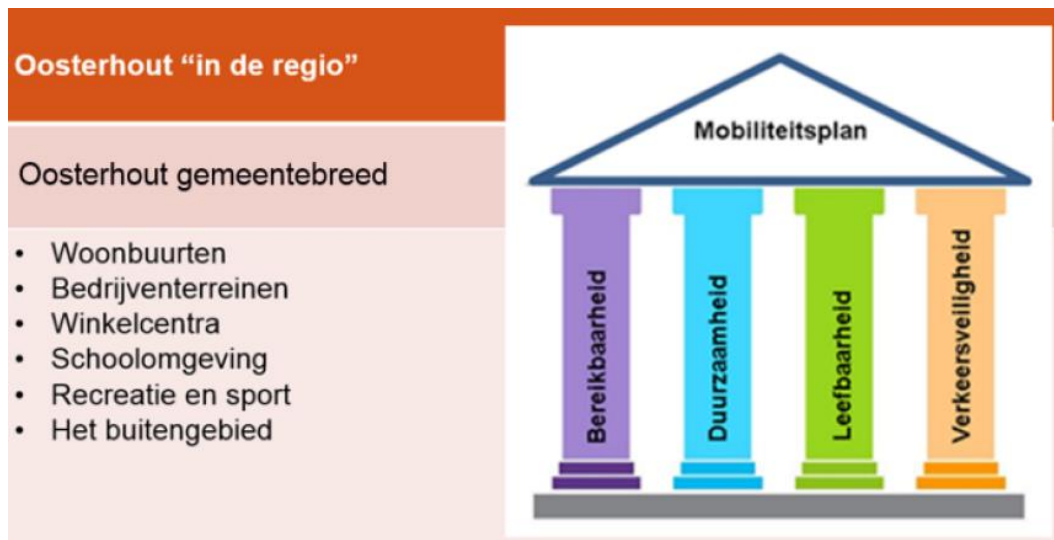 Oosterhout “in de regio”
Oosterhout gemeentebreed
• Woonbuurten
• Bedrijventerreinen
• Winkelcentra
• Schoolomgeving
• Recreatie en sport
• Het buitengebied
Mobiliteitsplan
Bereikbaarheid
Duurzaamheid
Leefbaarheid
Verkeersveiligheid